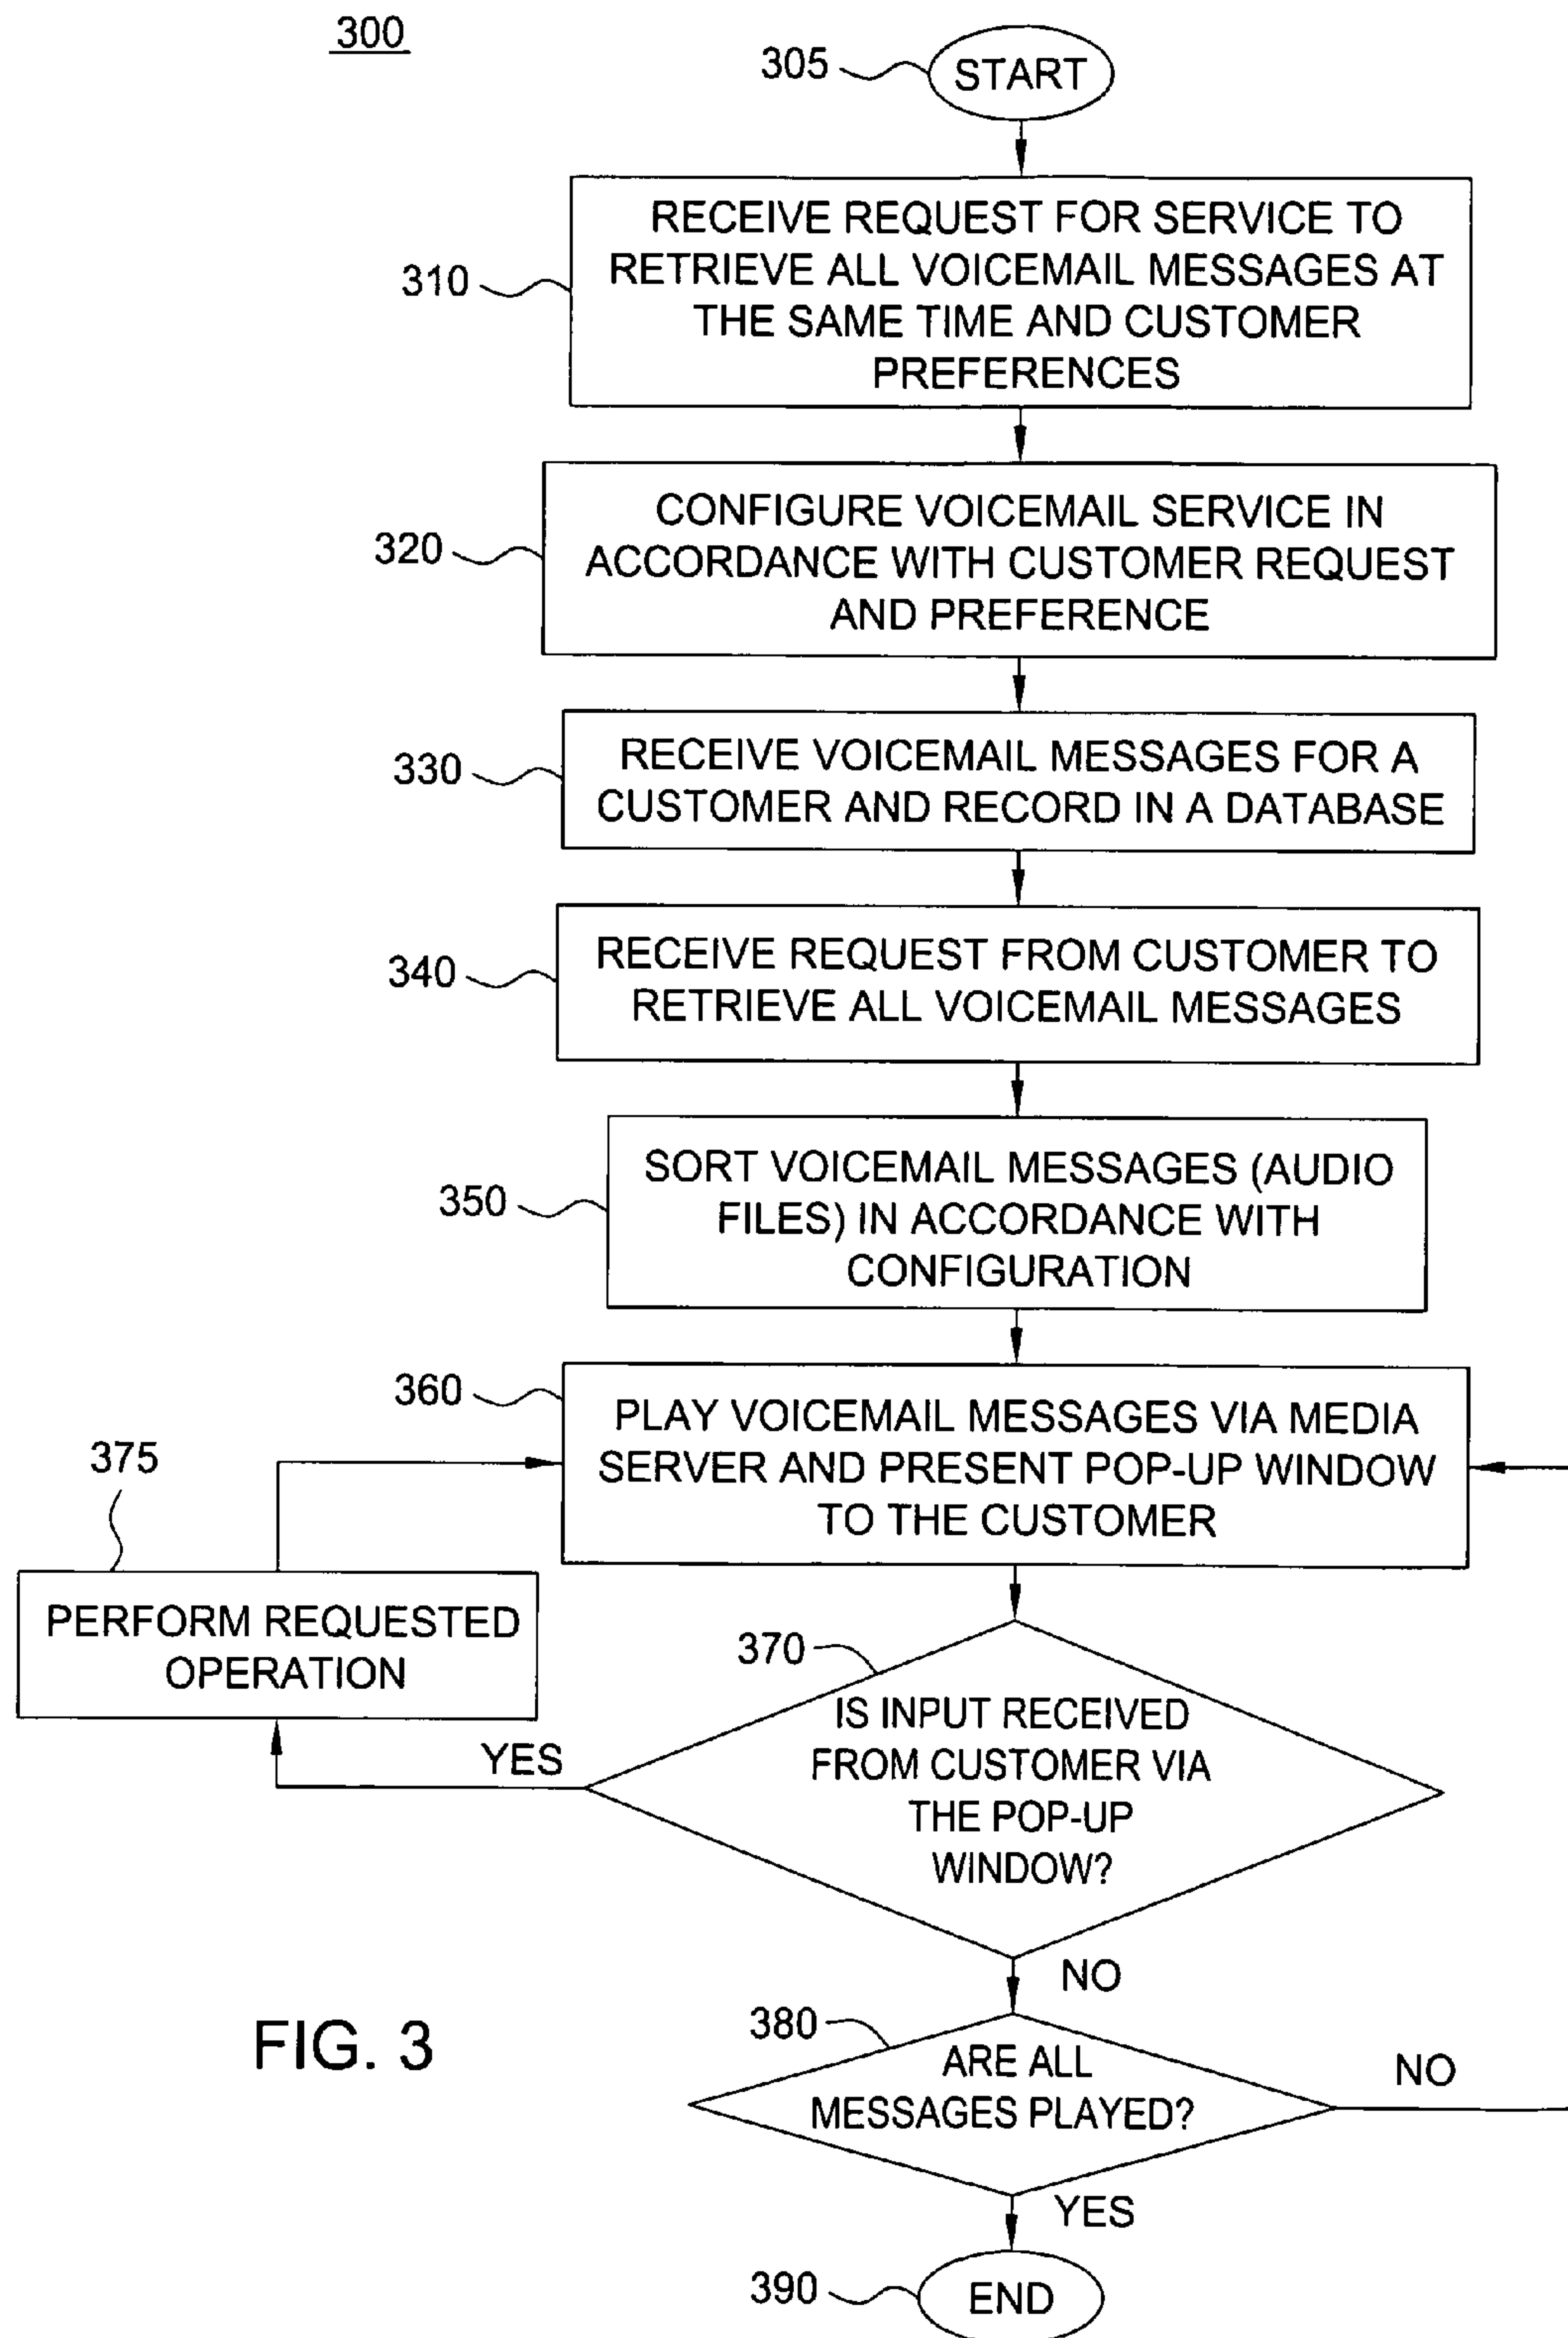 300
305
START
310
RECEIVE REQUEST FOR SERVICE TO
RETRIEVE ALL VOICEMAIL MESSAGES AT
THE SAME TIME AND CUSTOMER
PREFERENCES
320
CONFIGURE VOICEMAIL SERVICE IN
ACCORDANCE WITH CUSTOMER REQUEST
AND PREFERENCE
330
RECEIVE VOICEMAIL MESSAGES FOR A
CUSTOMER AND RECORD IN A DATABASE
340
RECEIVE REQUEST FROM CUSTOMER TO
RETRIEVE ALL VOICEMAIL MESSAGES
350
SORT VOICEMAIL MESSAGES (AUDIO
FILES) IN ACCORDANCE WITH
CONFIGURATION
360
PLAY VOICEMAIL MESSAGES VIA MEDIA
SERVER AND PRESENT POP-UP WINDOW
TO THE CUSTOMER
375
PERFORM REQUESTED
OPERATION
370
IS INPUT RECEIVED
FROM CUSTOMER VIA
THE POP-UP
WINDOW?
YES
NO
380
ARE ALL
MESSAGES PLAYED?
NO
YES
390
END
FIG. 3